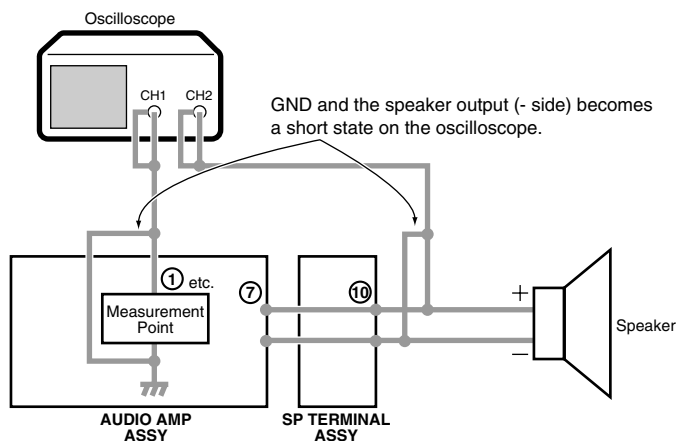 Oscilloscope
CH1
CH2
GND and the speaker output (- side) becomes
a short state on the oscilloscope.
1 etc.
7
10
Measurement
Point
+
−
Speaker
AUDIO AMP
ASSY
SP TERMINAL
ASSY